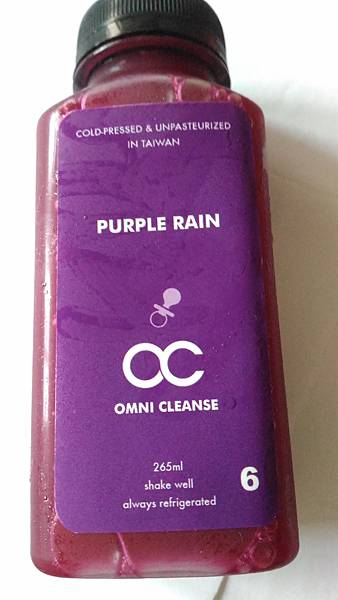 COLD-PRESSED & UNPASTEURIZED
IN TAIWAN
PURPLE RAIN
OC
OMNI CLEANSE
265ml
shake well
always refrigerated
6